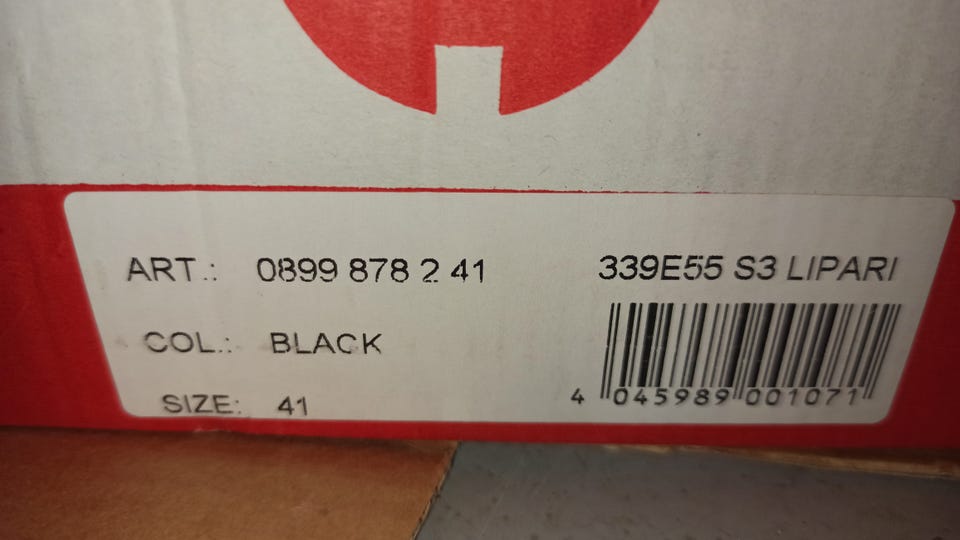 ART.: 0899 878 2 41
339E55 S3 LIPARI
COL.: BLACK
SIZE: 41
4 045989 001071